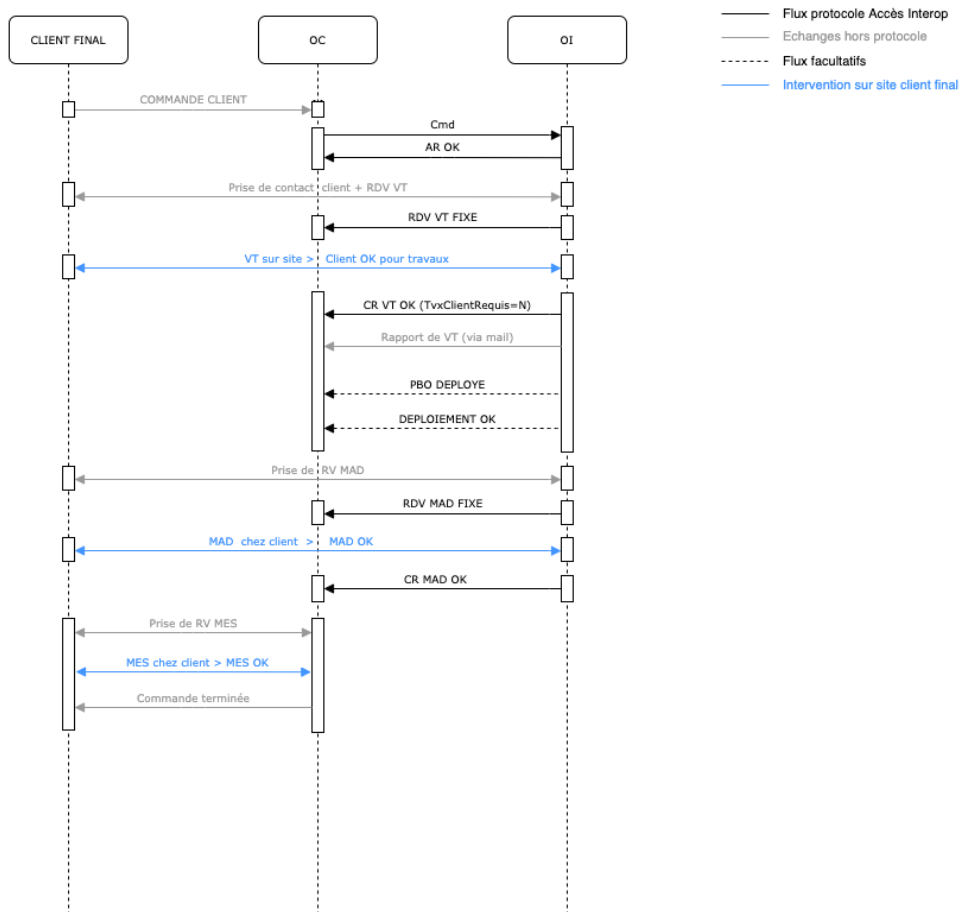 Flux protocole Accès Interop
Echanges hors protocole
Flux facultatifs
Intervention sur site client final
CLIENT FINAL
OC
OI
COMMANDE CLIENT
Cmd
AR OK
Prise de contact client + RDV VT
RDV VT FIXE
VT sur site > Client OK pour travaux
CR VT OK (TvxClientRequis=N)
Rapport de VT (via mail)
PBO DEPLOYE
DEPLOIEMENT OK
Prise de RV MAD
RDV MAD FIXE
MAD chez client > MAD OK
CR MAD OK
Prise de RV MES
MES chez client > MES OK
Commande terminée